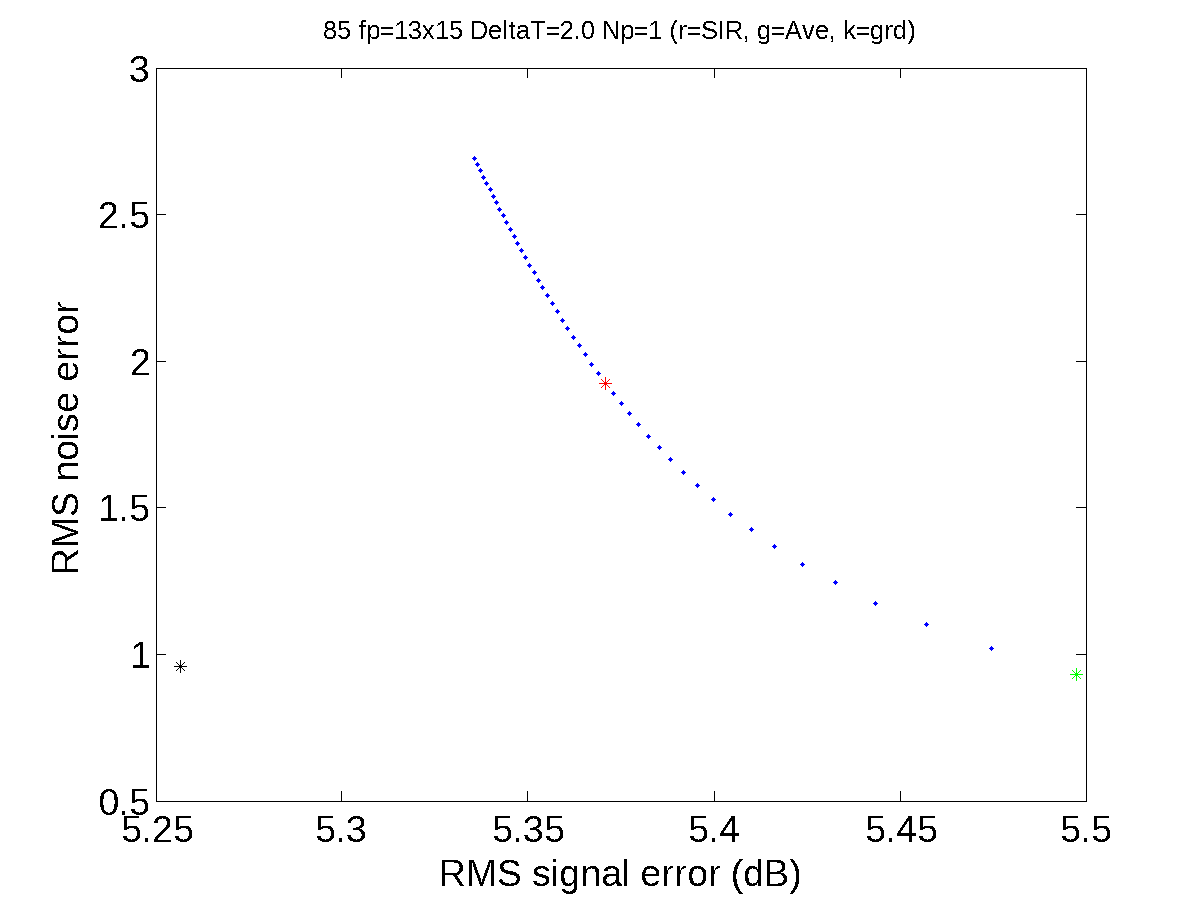 85 fp=13x15 DeltaT=2.0 Np=1 (r=SIR, g=Ave, k=grd)
3
2.5
2
1.5
1
0.5
RMS noise error
5.25 5.3 5.35 5.4 5.45 5.5
RMS signal error (dB)